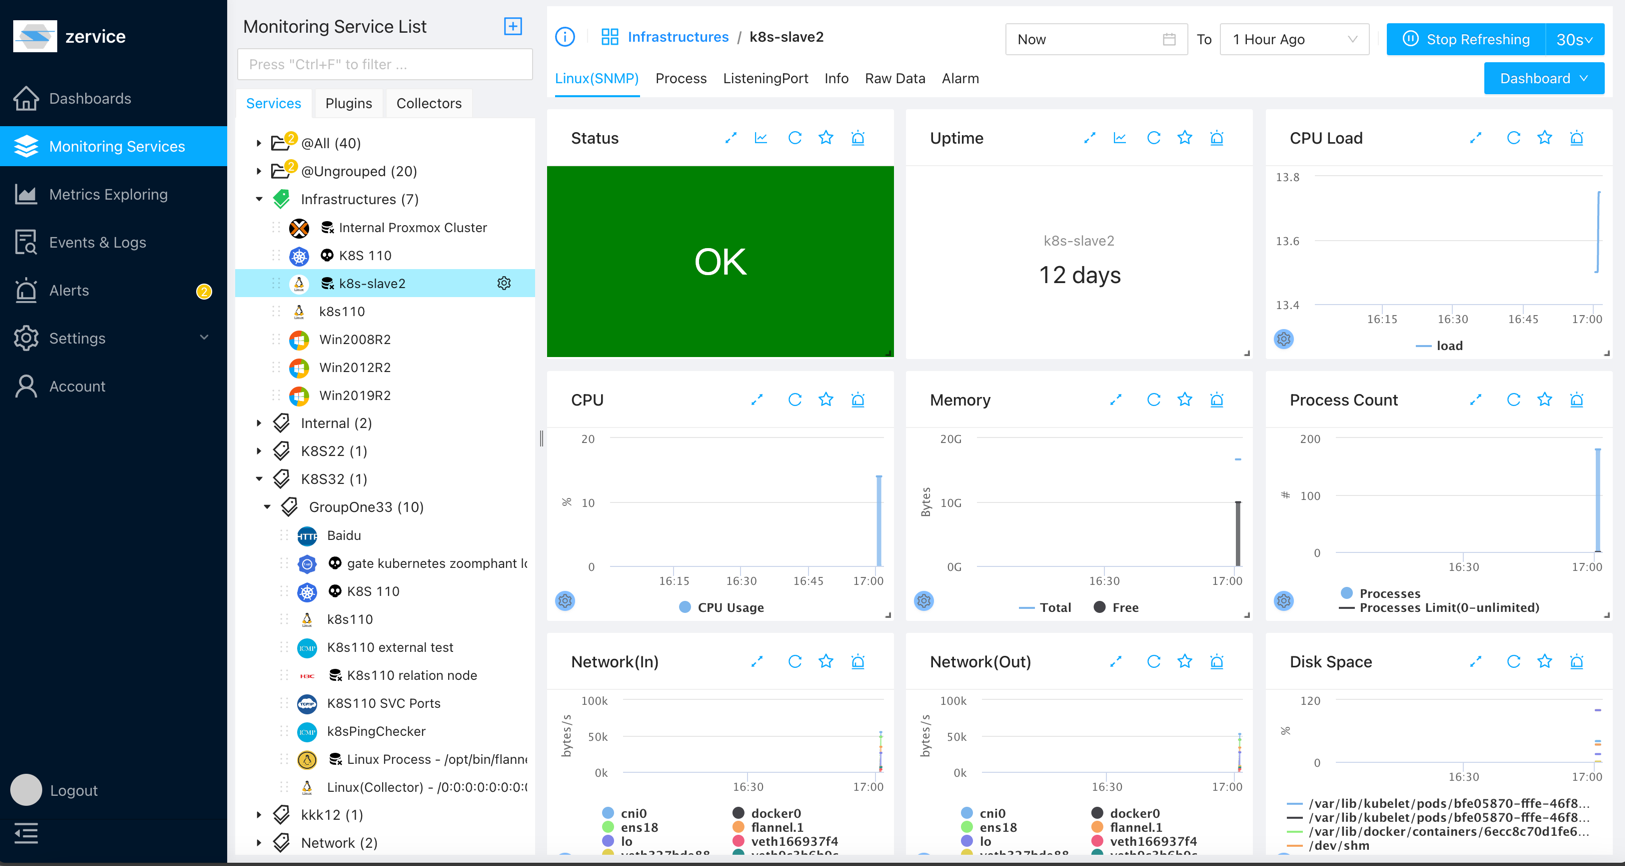 zervice
Dashboards
Monitoring Services
Metrics Exploring
Events & Logs
Alerts
2
Settings
Account
Logout
Monitoring Service List
Press "Ctrl+F" to filter ...
Services Plugins Collectors
2 @All (40)
2 @Ungrouped (20)
Infrastructures (7)
Internal Proxmox Cluster
K8S 110
k8s-slave2
k8s110
Win2008R2
Win2012R2
Win2019R2
Internal (2)
K8S22 (1)
K8S32 (1)
GroupOne33 (10)
HTTP Baidu
gate kubernetes zoomphant
K8S 110
k8s110
ICMP K8s110 external test
H3C K8s110 relation node
TCP/IP K8S110 SVC Ports
ICMP k8sPingChecker
Linux Process - /opt/bin/flann
Linux(Collector) - /0:0:0:0:0:0:0
kkk12 (1)
Network (2)
Infrastructures / k8s-slave2
Now To 1 Hour Ago
Stop Refreshing 30s
Linux(SNMP) Process ListeningPort Info Raw Data Alarm
Dashboard
Status
OK
Uptime
k8s-slave2
12 days
CPU Load
13.8
13.6
13.4
16:15 16:30 16:45 17:00
load
CPU
20
% 10
0
16:15 16:30 16:45 17:00
CPU Usage
Memory
20G
Bytes 10G
0G
16:30 17:00
Total Free
Process Count
200
# 100
0
16:30 17:00
Processes
Processes Limit(0-unlimited)
Network(In)
100k
bytes/s 50k
0k
16:30 17:00
cni0 docker0
ens18 flannel.1
lo veth166937f4
Network(Out)
100k
bytes/s 50k
0k
16:30 17:00
cni0 docker0
ens18 flannel.1
lo veth166937f4
Disk Space
120
%
0
16:30 17:00
/var/lib/kubelet/pods/bfe05870-fffe-46f8...
/var/lib/kubelet/pods/bfe05870-fffe-46f8...
/var/lib/docker/containers/6ecc8c70d1fe6...
/dev/shm